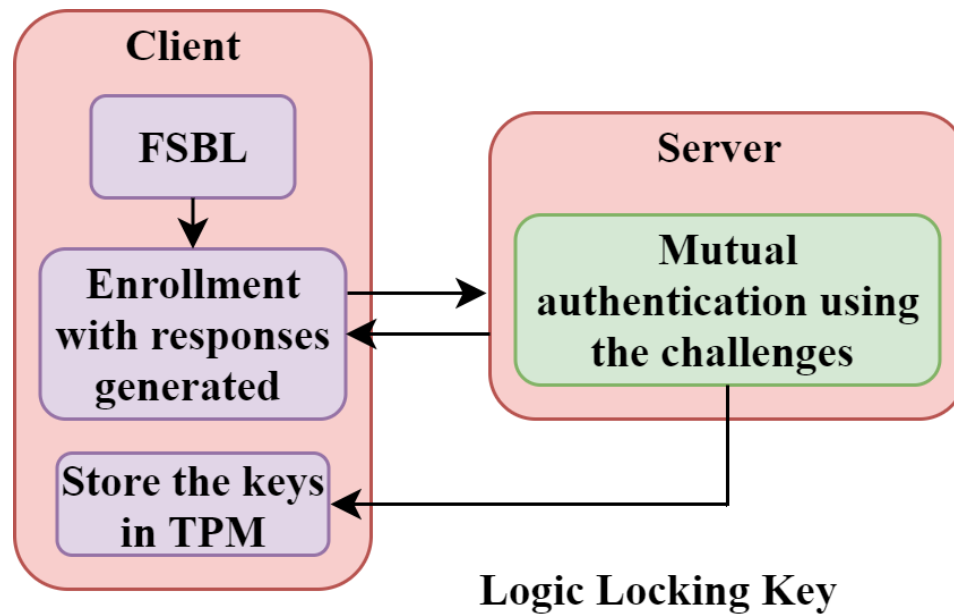 Client
FSBL
Enrollment
with responses
generated
Store the keys
in TPM
Server
Mutual
authentication using
the challenges
Logic Locking Key